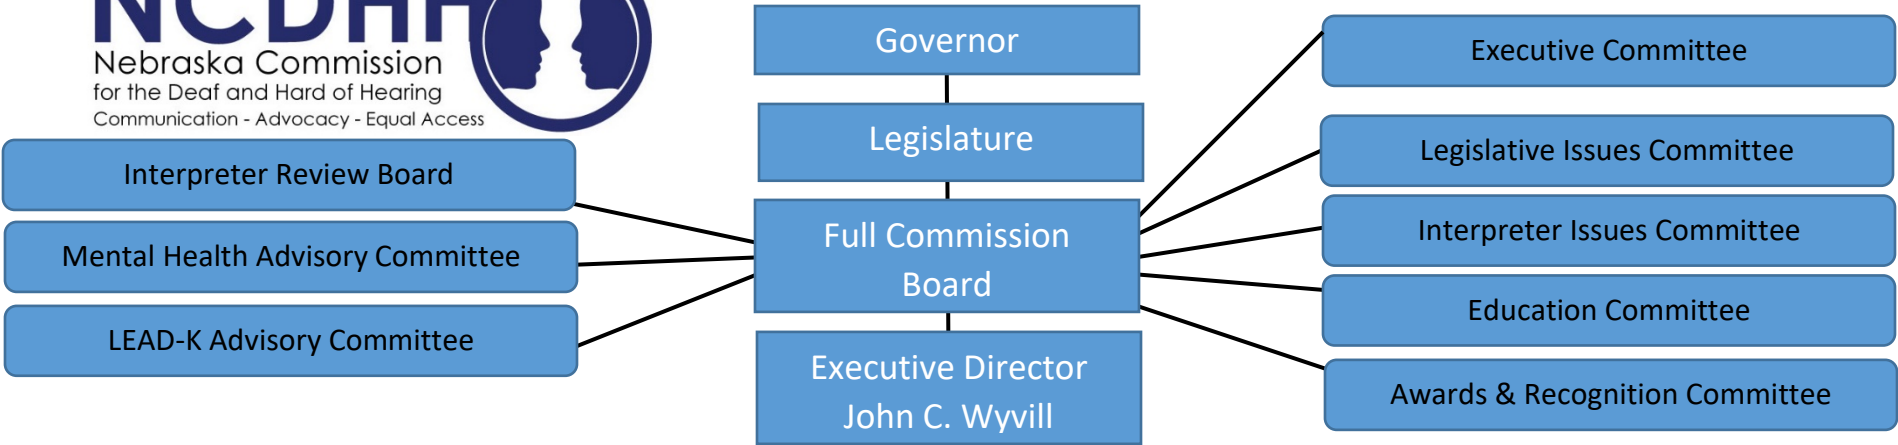 NCDHH
Nebraska Commission
for the Deaf and Hard of Hearing
Communication - Advocacy - Equal Access
Interpreter Review Board
Mental Health Advisory Committee
LEAD-K Advisory Committee
Governor
Legislature
Full Commission
Board
Executive Director
John C. Wyvill
Executive Committee
Legislative Issues Committee
Interpreter Issues Committee
Education Committee
Awards & Recognition Committee